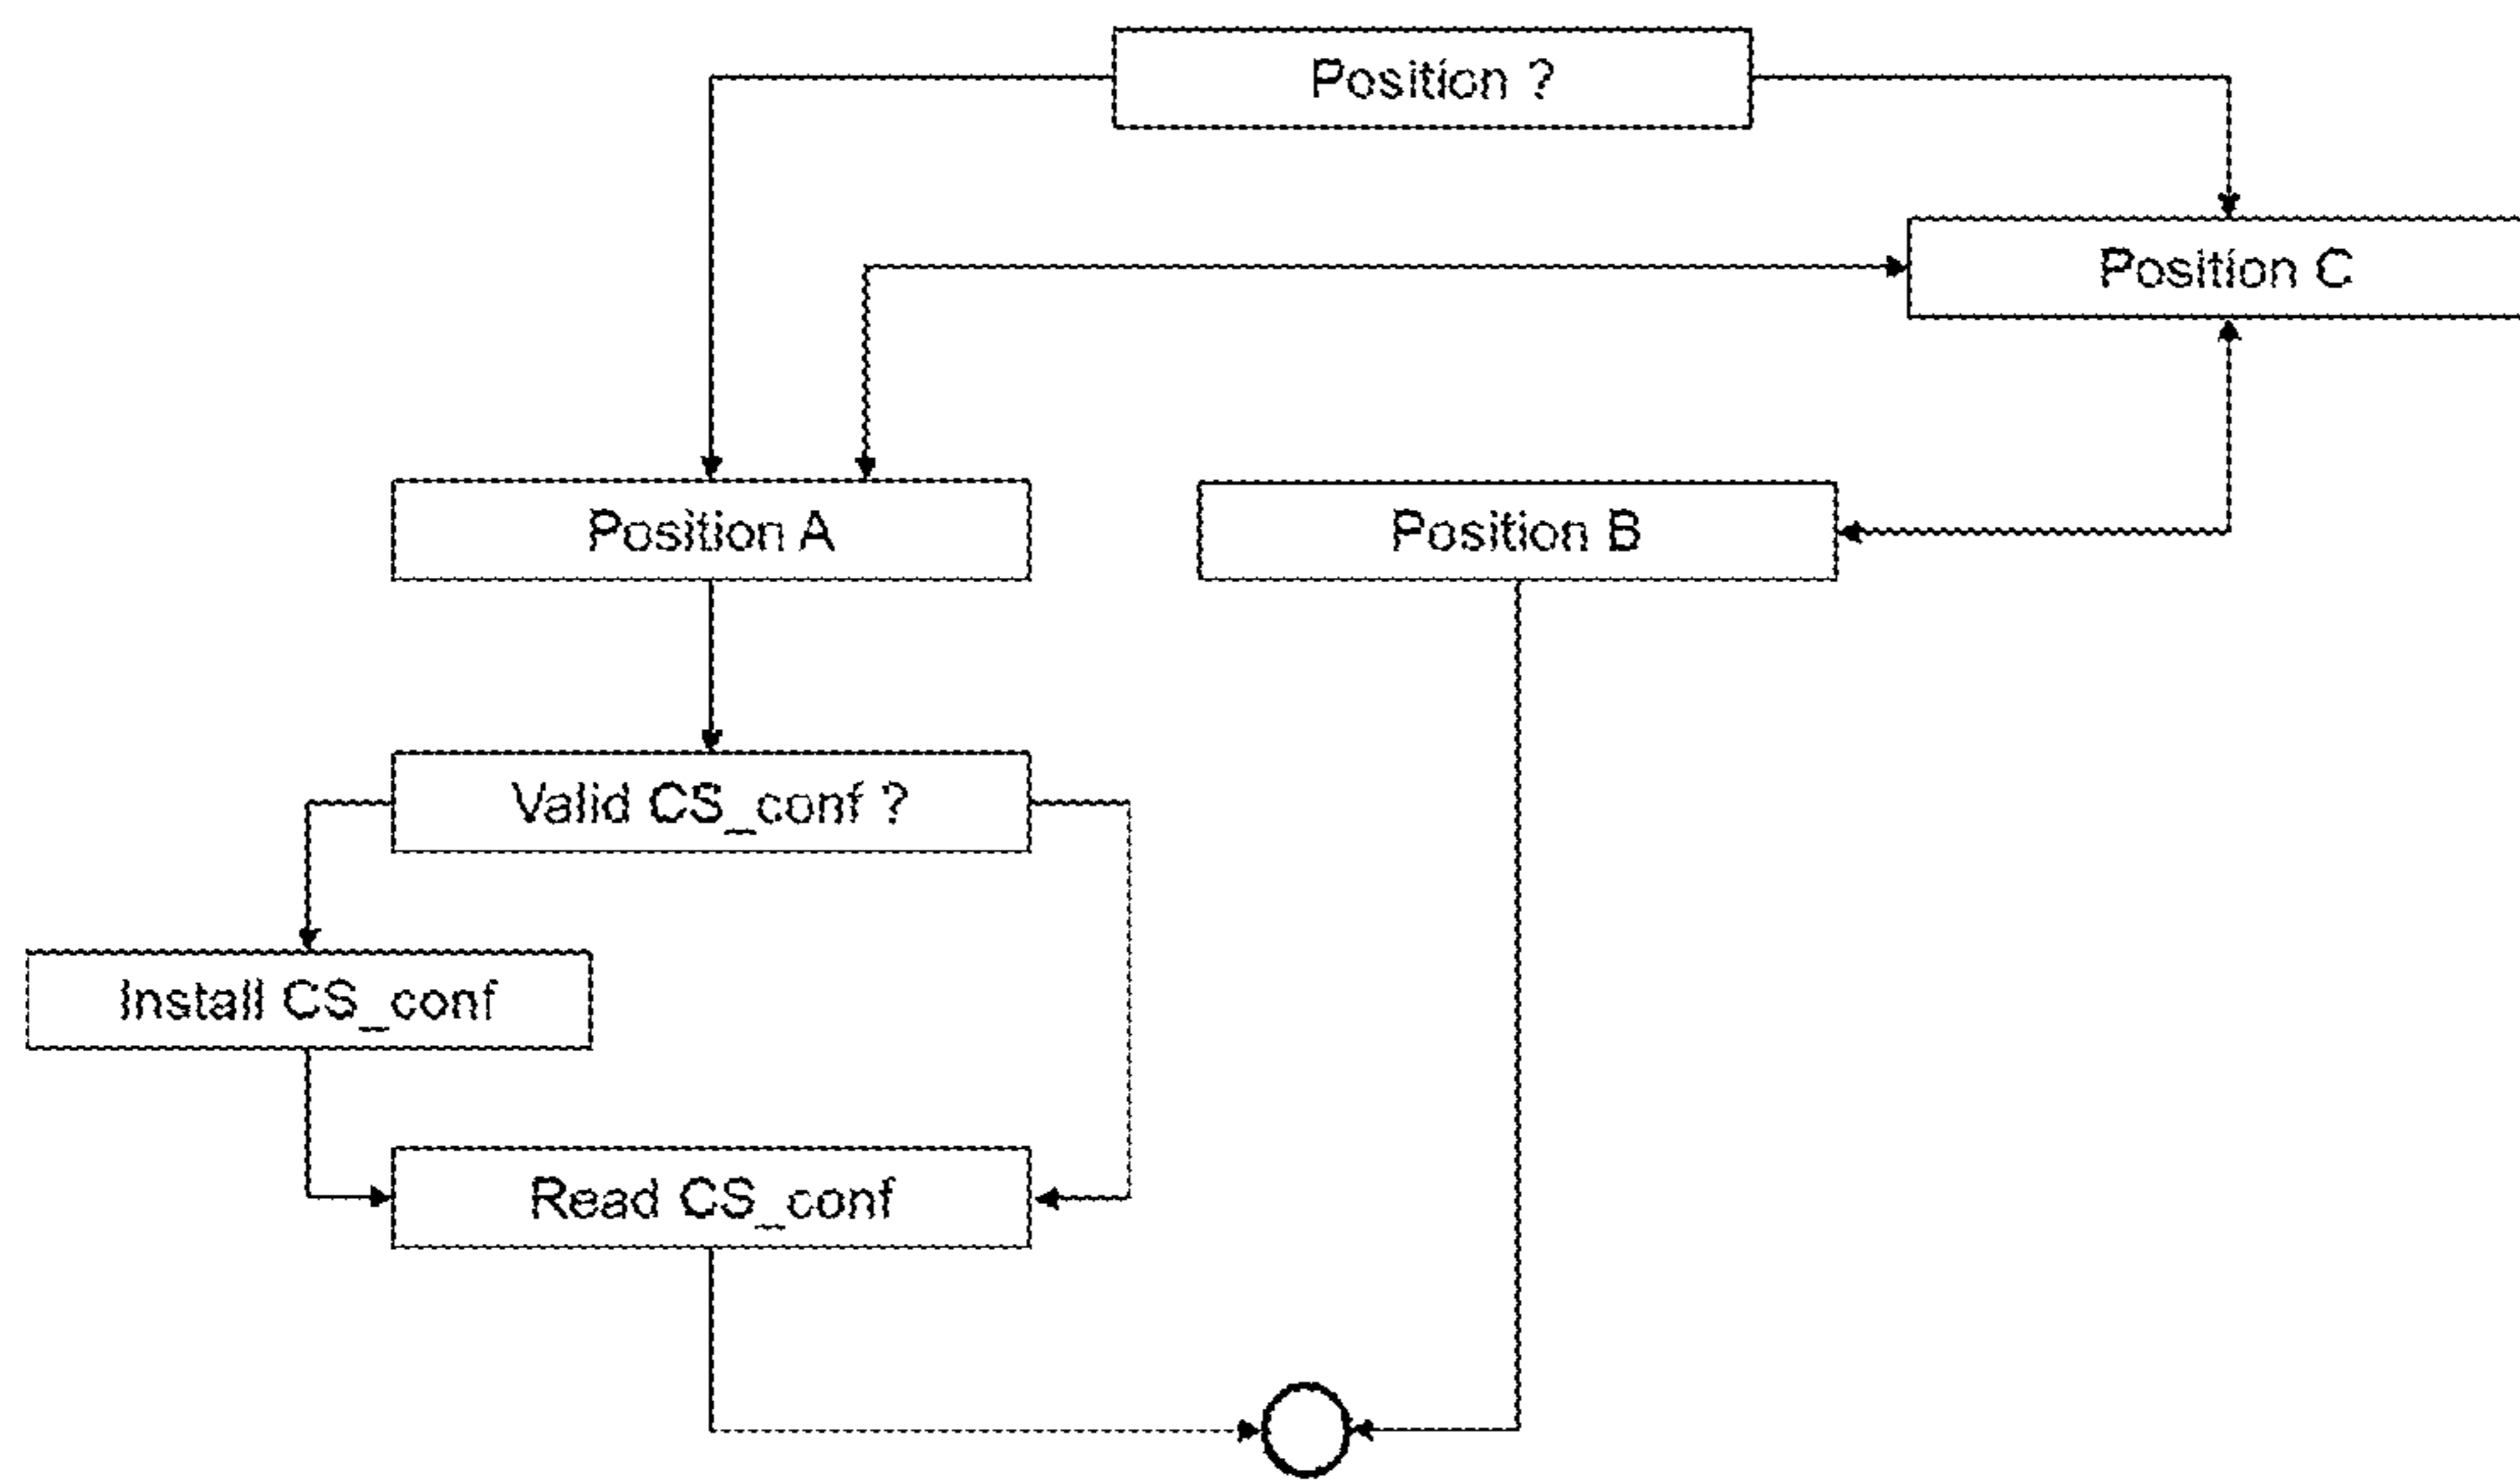 Position ?
Position C
Position A
Position B
Valid CS_conf ?
Install CS_conf
Read CS_conf